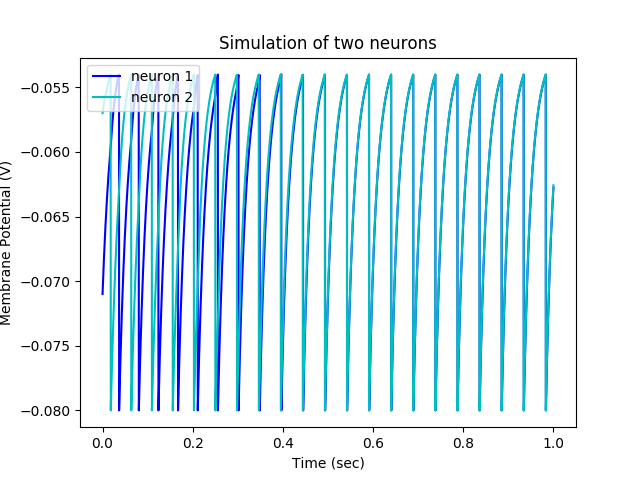 Simulation of two neurons
neuron 1
neuron 2
−0.055
−0.060
−0.065
−0.070
−0.075
−0.080
Membrane Potential (V)
0.0 0.2 0.4 0.6 0.8 1.0
Time (sec)